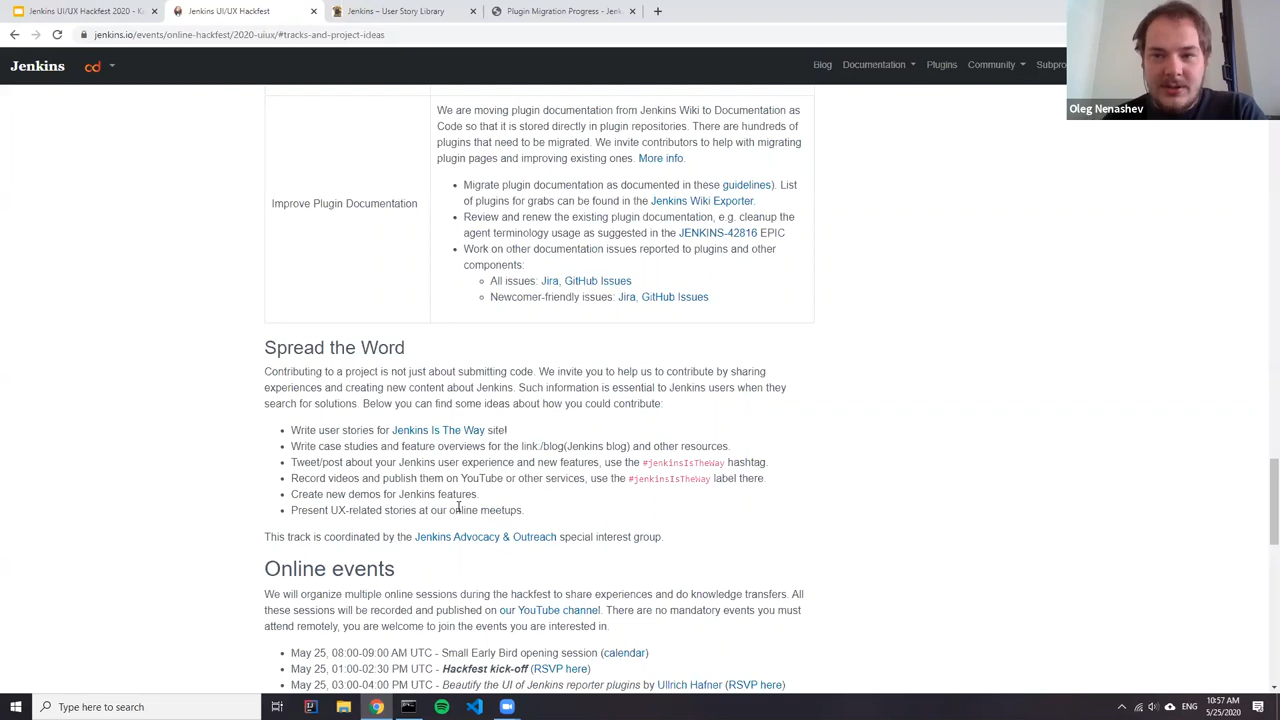 Jenkins UI/UX Hackfest 2020 - Ki
Jenkins UI/UX Hackfest
Jenkins – User Story Library
Plugin Migration Progress - Jenk
jenkins.io/events/online-hackfest/2020-uiux/#tracks-and-project-ideas
Jenkins
cd
Blog
Documentation
Plugins
Community
Subpro
Oleg Nenashev
We are moving plugin documentation from Jenkins Wiki to Documentation as
Code so that it is stored directly in plugin repositories. There are hundreds of
plugins that need to be migrated. We invite contributors to help with migrating
plugin pages and improving existing ones. More info.
Improve Plugin Documentation
• Migrate plugin documentation as documented in these guidelines). List
of plugins for grabs can be found in the Jenkins Wiki Exporter.
• Review and renew the existing plugin documentation, e.g. cleanup the
agent terminology usage as suggested in the JENKINS-42816 EPIC
• Work on other documentation issues reported to plugins and other
components:
○ All issues: Jira, GitHub Issues
○ Newcomer-friendly issues: Jira, GitHub Issues
Spread the Word
Contributing to a project is not just about submitting code. We invite you to help us to contribute by sharing
experiences and creating new content about Jenkins. Such information is essential to Jenkins users when they
search for solutions. Below you can find some ideas about how you could contribute:
• Write user stories for Jenkins Is The Way site!
• Write case studies and feature overviews for the link:/blog(Jenkins blog) and other resources.
• Tweet/post about your Jenkins user experience and new features, use the #jenkinsIsTheWay hashtag.
• Record videos and publish them on YouTube or other services, use the #jenkinsIsTheWay label there.
• Create new demos for Jenkins features.
• Present UX-related stories at our online meetups.
This track is coordinated by the Jenkins Advocacy & Outreach special interest group.
Online events
We will organize multiple online sessions during the hackfest to share experiences and do knowledge transfers. All
these sessions will be recorded and published on our YouTube channel. There are no mandatory events you must
attend remotely, you are welcome to join the events you are interested in.
• May 25, 08:00-09:00 AM UTC - Small Early Bird opening session (calendar)
• May 25, 01:00-02:30 PM UTC - Hackfest kick-off (RSVP here)
• May 25, 03:00-04:00 PM UTC - Beautify the UI of Jenkins reporter plugins by Ullrich Hafner (RSVP here)
Type here to search
ENG
10:57 AM
5/25/2020